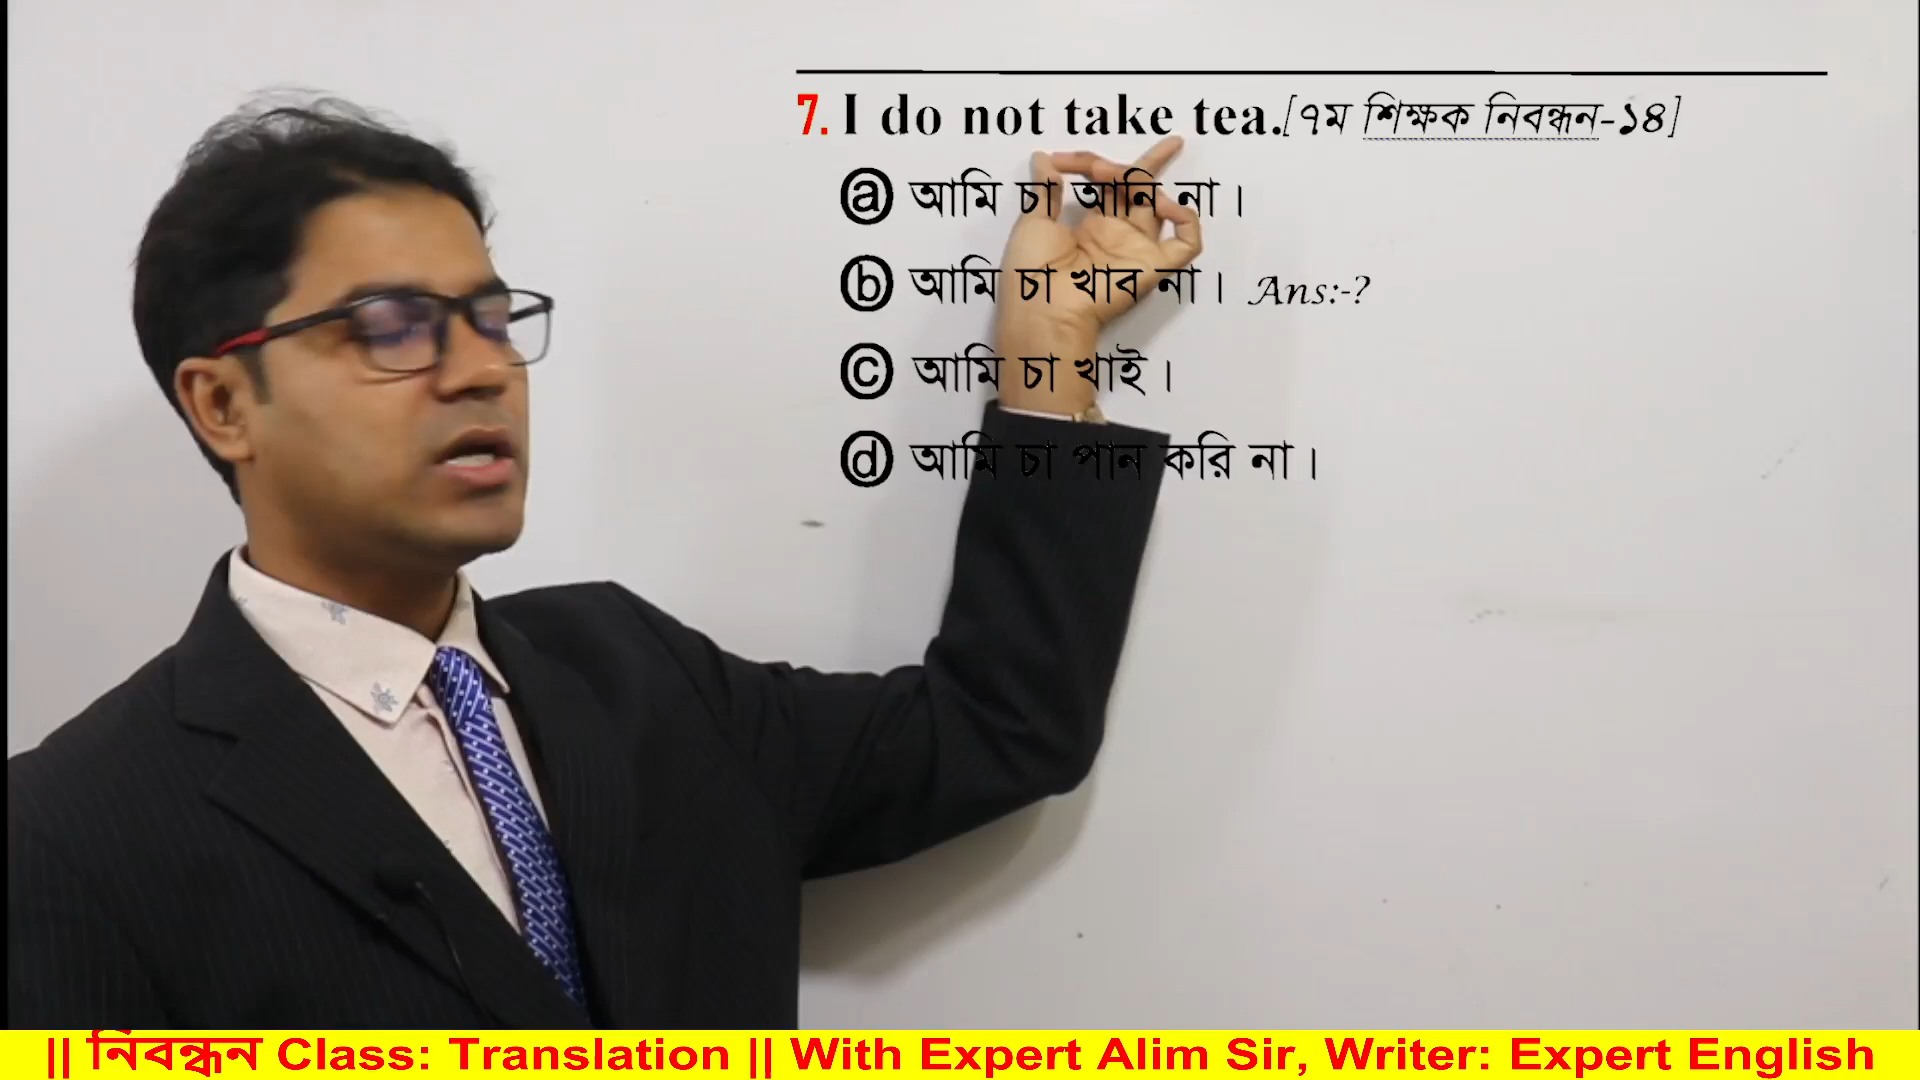 7. I do not take tea.[৭ম শিক্ষক নিবন্ধন-১৪]
ⓐ আমি চা আনি না।
ⓑ আমি চা খাব না। Ans:-?
ⓒ আমি চা খাই।
ⓓ আমি চা পান করি না।
|| নিবন্ধন Class: Translation || With Expert Alim Sir, Writer: Expert English